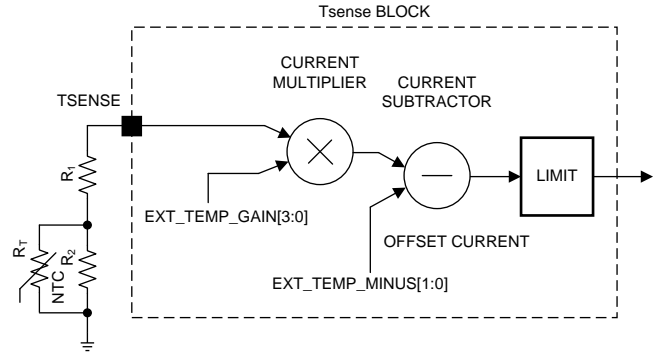 Tsense BLOCK
CURRENT
MULTIPLIER
CURRENT
SUBTRACTOR
TSENSE
R1
LIMIT
EXT_TEMP_GAIN[3:0]
RT
NTC
R2
OFFSET CURRENT
EXT_TEMP_MINUS[1:0]